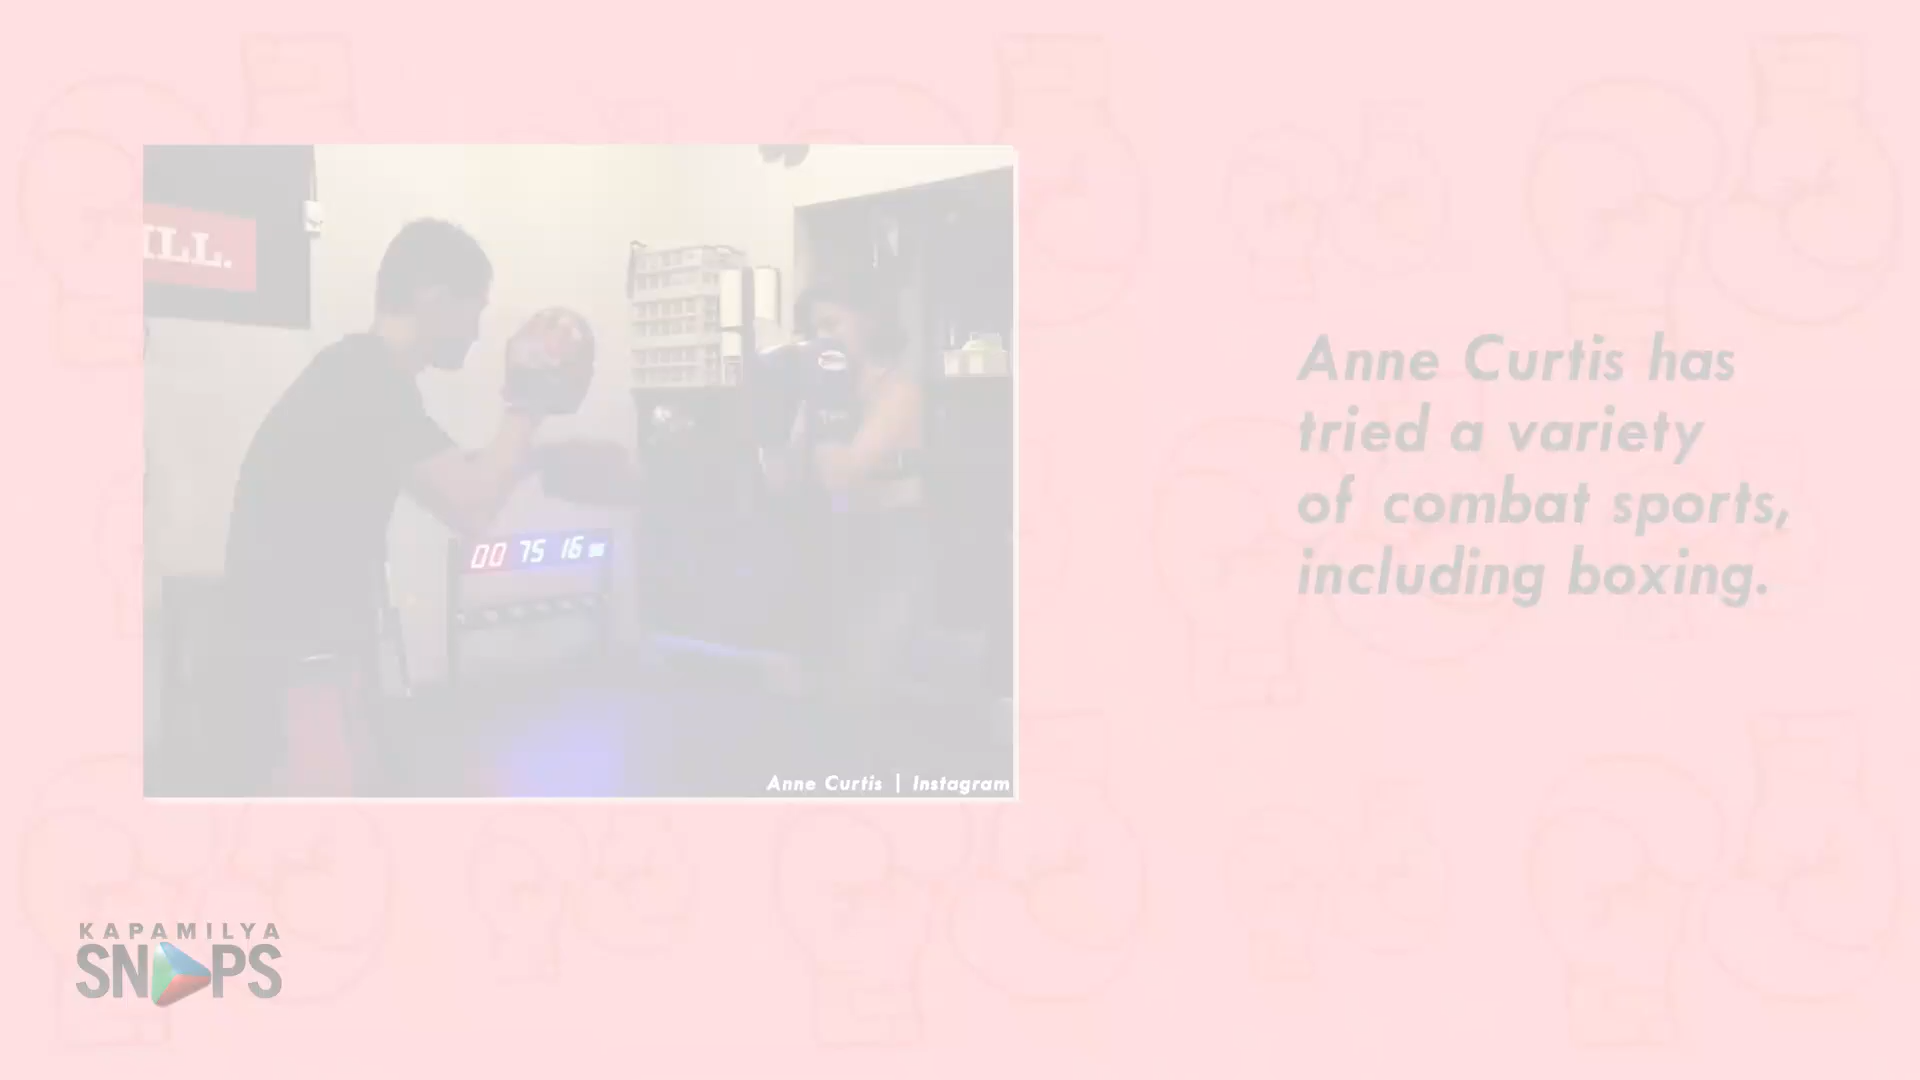 ILL.
00 75 16
Anne Curtis | Instagram
Anne Curtis has
tried a variety
of combat sports,
including boxing.
KAPAMILYA
SNAPS